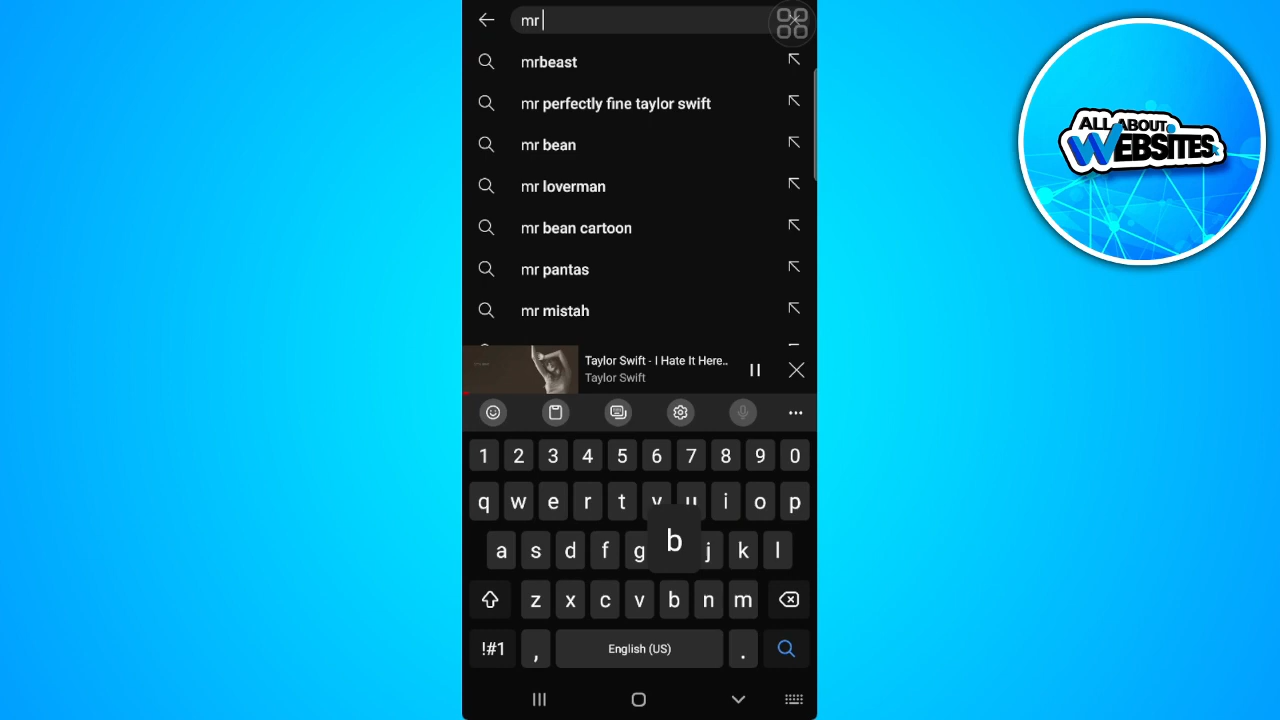 mr
mrbeast
mr perfectly fine taylor swift
mr bean
mr loverman
mr bean cartoon
mr pantas
mr mistah
Taylor Swift - I Hate It Here..
Taylor Swift
1 2 3 4 5 6 7 8 9 0
q w e r t y u i o p
a s d f g b j k l
z x c v b n m
!#1 , English (US) .
ALL ABOUT
WEBSITES